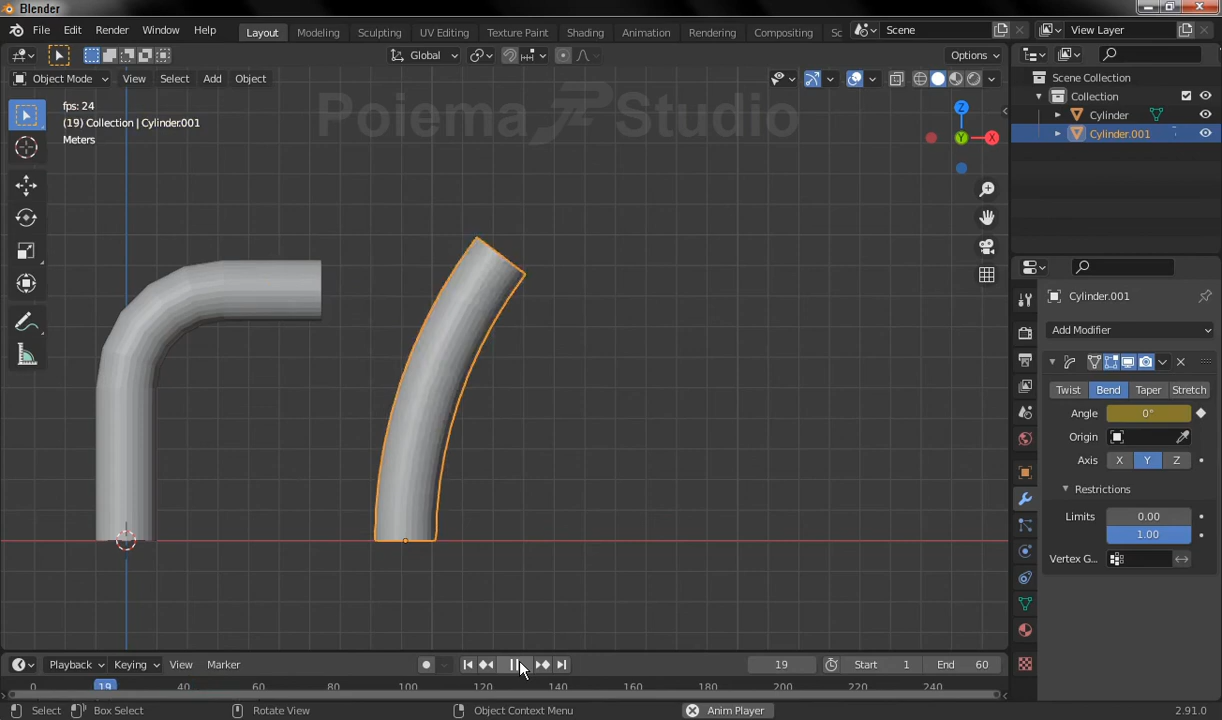 Blender
File Edit Render Window Help Layout Modeling Sculpting UV Editing Texture Paint Shading Animation Rendering Compositing Sc Scene View Layer
Global Options
Object Mode View Select Add Object
Scene Collection
Collection
Cylinder
Cylinder.001
fps: 24
(19) Collection | Cylinder.001
Meters
Poiema Studio
Z
Y
X
Cylinder.001
Add Modifier
Twist Bend Taper Stretch
Angle 0°
Origin
Axis X Y Z
Restrictions
Limits 0.00
1.00
Vertex G...
Playback Keying View Marker 19 Start 1 End 60
0 19 40 60 80 100 120 140 160 180 200 220 240
Select Box Select Rotate View Object Context Menu Anim Player 2.91.0